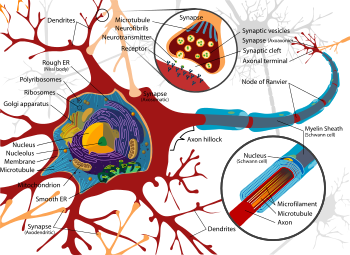 Dendrites
Microtubule
Neurofibrils
Neurotransmitter
Receptor
Synapse
Synaptic vesicles
Synapse (Axoaxonic)
Synaptic cleft
Axonal terminal
Rough ER
(Nissl body)
Polyribosomes
Ribosomes
Golgi apparatus
Synapse
(Axosomatic)
Node of Ranvier
Myelin Sheath
(Schwann cell)
Axon hillock
Nucleus
Nucleolus
Membrane
Microtubule
Mitochondrion
Smooth ER
Synapse
(Axodendritic)
Dendrites
Nucleus
(Schwann cell)
Microfilament
Microtubule
Axon